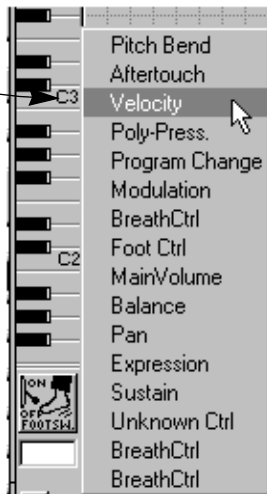 Pitch Bend
Aftertouch
C3 Velocity
Poly-Press.
Program Change
Modulation
BreathCtrl
Foot Ctrl
C2
MainVolume
Balance
Pan
Expression
ON
Sustain
OFF
FOOTSW.
Unknown Ctrl
BreathCtrl
BreathCtrl